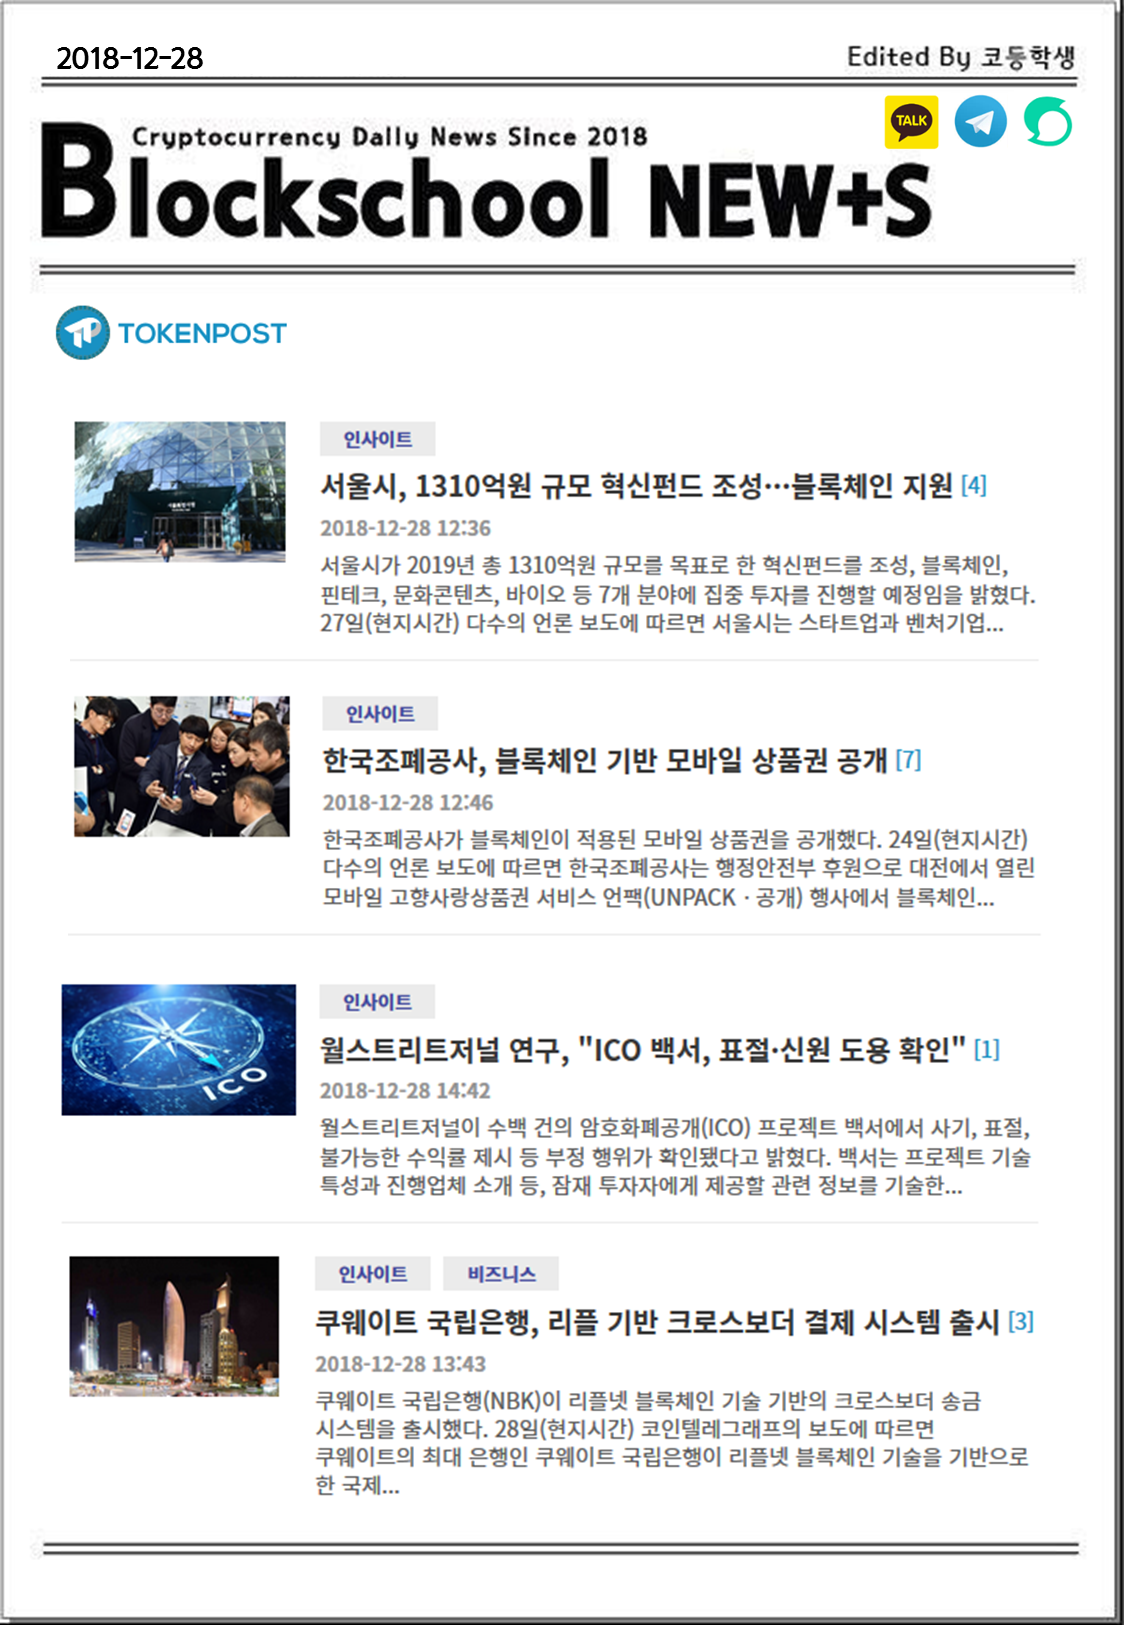 2018-12-28
Edited By 코등학생
TALK
Cryptocurrency Daily News Since 2018
Blockschool NEW+S
TOKENPOST
인사이트
서울시, 1310억원 규모 혁신펀드 조성…블록체인 지원 [4]
2018-12-28 12:36
서울시가 2019년 총 1310억원 규모를 목표로 한 혁신펀드를 조성, 블록체인,
핀테크, 문화콘텐츠, 바이오 등 7개 분야에 집중 투자를 진행할 예정임을 밝혔다.
27일(현지시간) 다수의 언론 보도에 따르면 서울시는 스타트업과 벤처기업...
인사이트
한국조폐공사, 블록체인 기반 모바일 상품권 공개 [7]
2018-12-28 12:46
한국조폐공사가 블록체인이 적용된 모바일 상품권을 공개했다. 24일(현지시간)
다수의 언론 보도에 따르면 한국조폐공사는 행정안전부 후원으로 대전에서 열린
모바일 고향사랑상품권 서비스 언팩(UNPACK · 공개) 행사에서 블록체인...
ICO
인사이트
월스트리트저널 연구, "ICO 백서, 표절·신원 도용 확인" [1]
2018-12-28 14:42
월스트리트저널이 수백 건의 암호화폐공개(ICO) 프로젝트 백서에서 사기, 표절,
불가능한 수익률 제시 등 부정 행위가 확인됐다고 밝혔다. 백서는 프로젝트 기술
특성과 진행업체 소개 등, 잠재 투자자에게 제공할 관련 정보를 기술한...
인사이트 비즈니스
쿠웨이트 국립은행, 리플 기반 크로스보더 결제 시스템 출시 [3]
2018-12-28 13:43
쿠웨이트 국립은행(NBK)이 리플넷 블록체인 기술 기반의 크로스보더 송금
시스템을 출시했다. 28일(현지시간) 코인텔레그래프의 보도에 따르면
쿠웨이트의 최대 은행인 쿠웨이트 국립은행이 리플넷 블록체인 기술을 기반으로
한 국제...